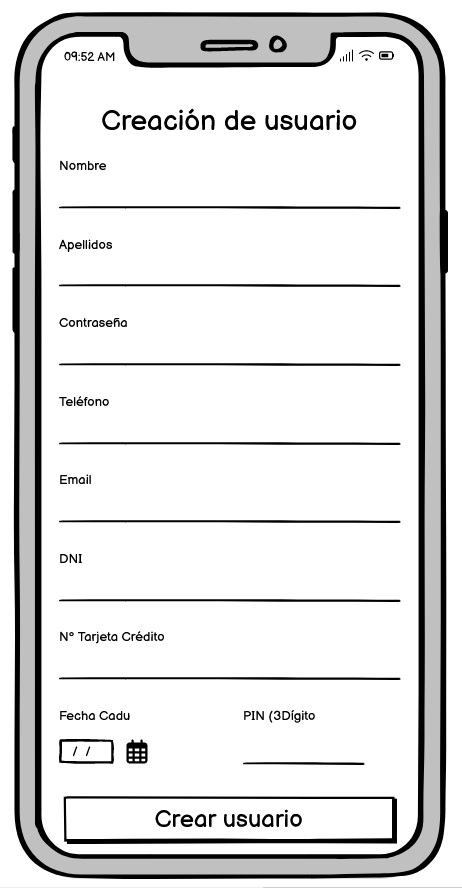 09:52 AM
Creación de usuario
Nombre
Apellidos
Contraseña
Teléfono
Email
DNI
Nº Tarjeta Crédito
Fecha Cadu PIN (3Dígito
/ /
Crear usuario